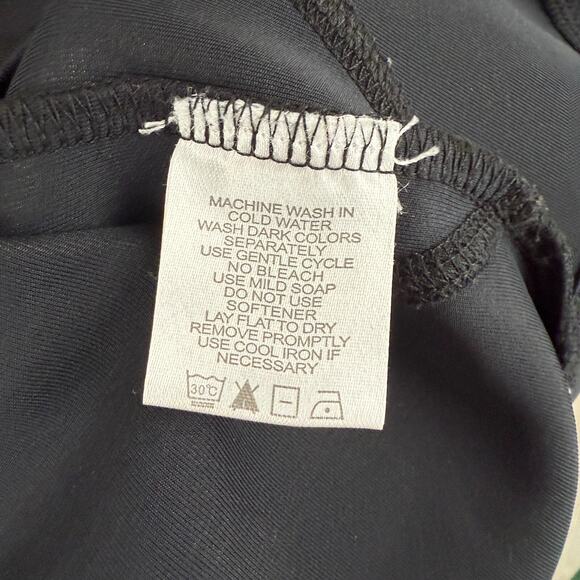 MACHINE WASH IN
COLD WATER
WASH DARK COLORS
SEPARATELY
USE GENTLE CYCLE
NO BLEACH
USE MILD SOAP
DO NOT USE
SOFTENER
LAY FLAT TO DRY
REMOVE PROMPTLY
USE COOL IRON IF
NECESSARY
30°C